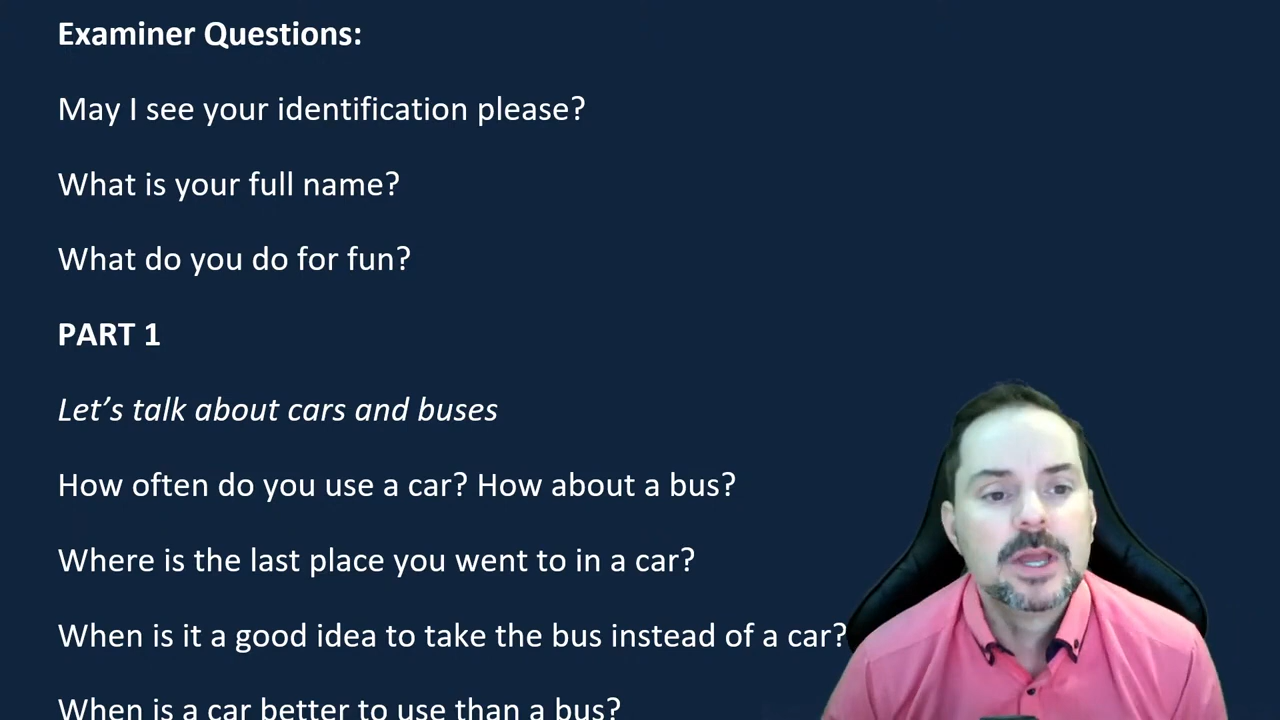 Examiner Questions:
May I see your identification please?
What is your full name?
What do you do for fun?
PART 1
Let’s talk about cars and buses
How often do you use a car? How about a bus?
Where is the last place you went to in a car?
When is it a good idea to take the bus instead of a car?
When is a car better to use than a bus?